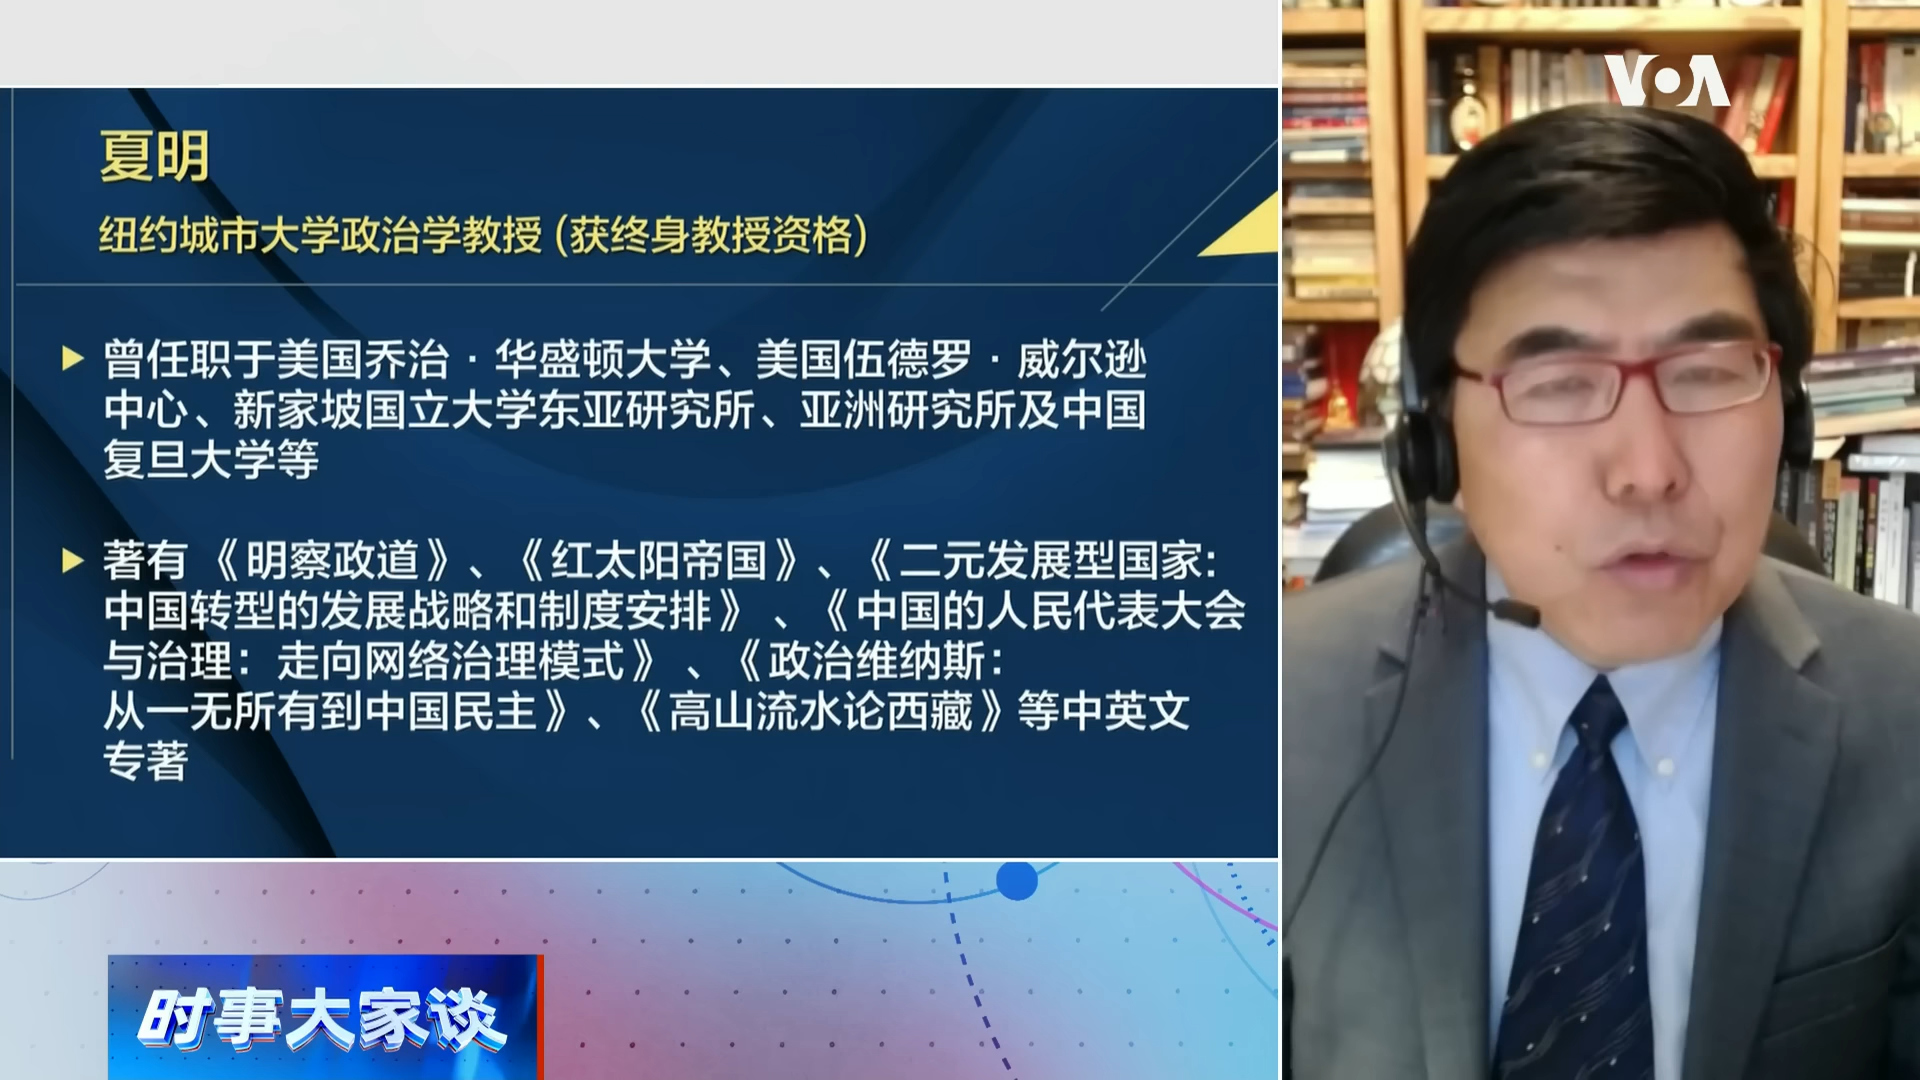 夏明
纽约城市大学政治学教授 (获终身教授资格)
曾任职于美国乔治·华盛顿大学、美国伍德罗·威尔逊
中心、新加坡国立大学东亚研究所、亚洲研究所及中国
复旦大学等
著有《明察政道》、《红太阳帝国》、《二元发展型国家:
中国转型的发展战略和制度安排》、《中国的人民代表大会
与治理：走向网络治理模式》、《政治维纳斯：
从一无所有到中国民主》、《高山流水论西藏》等中英文
专著
时事大家谈
VOA